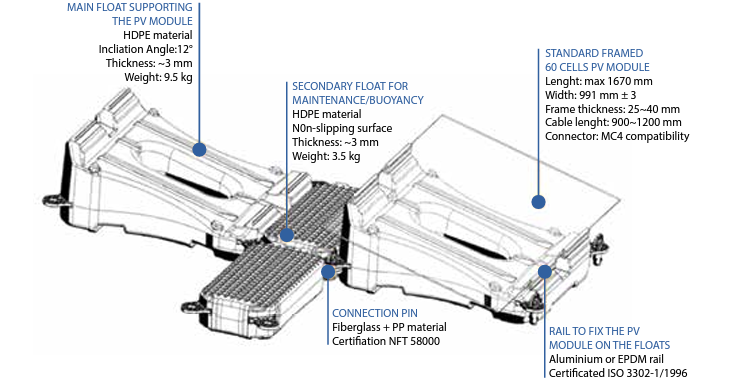 MAIN FLOAT SUPPORTING
THE PV MODULE
HDPE material
Incliation Angle:12°
Thickness: ~3 mm
Weight: 9.5 kg
SECONDARY FLOAT FOR
MAINTENANCE/BUOYANCY
HDPE material
N0n-slipping surface
Thickness: ~3 mm
Weight: 3.5 kg
STANDARD FRAMED
60 CELLS PV MODULE
Lenght: max 1670 mm
Width: 991 mm ± 3
Frame thickness: 25~40 mm
Cable lenght: 900~1200 mm
Connector: MC4 compatibility
CONNECTION PIN
Fiberglass + PP material
Certifiation NFT 58000
RAIL TO FIX THE PV
MODULE ON THE FLOATS
Aluminium or EPDM rail
Certificated ISO 3302-1/1996